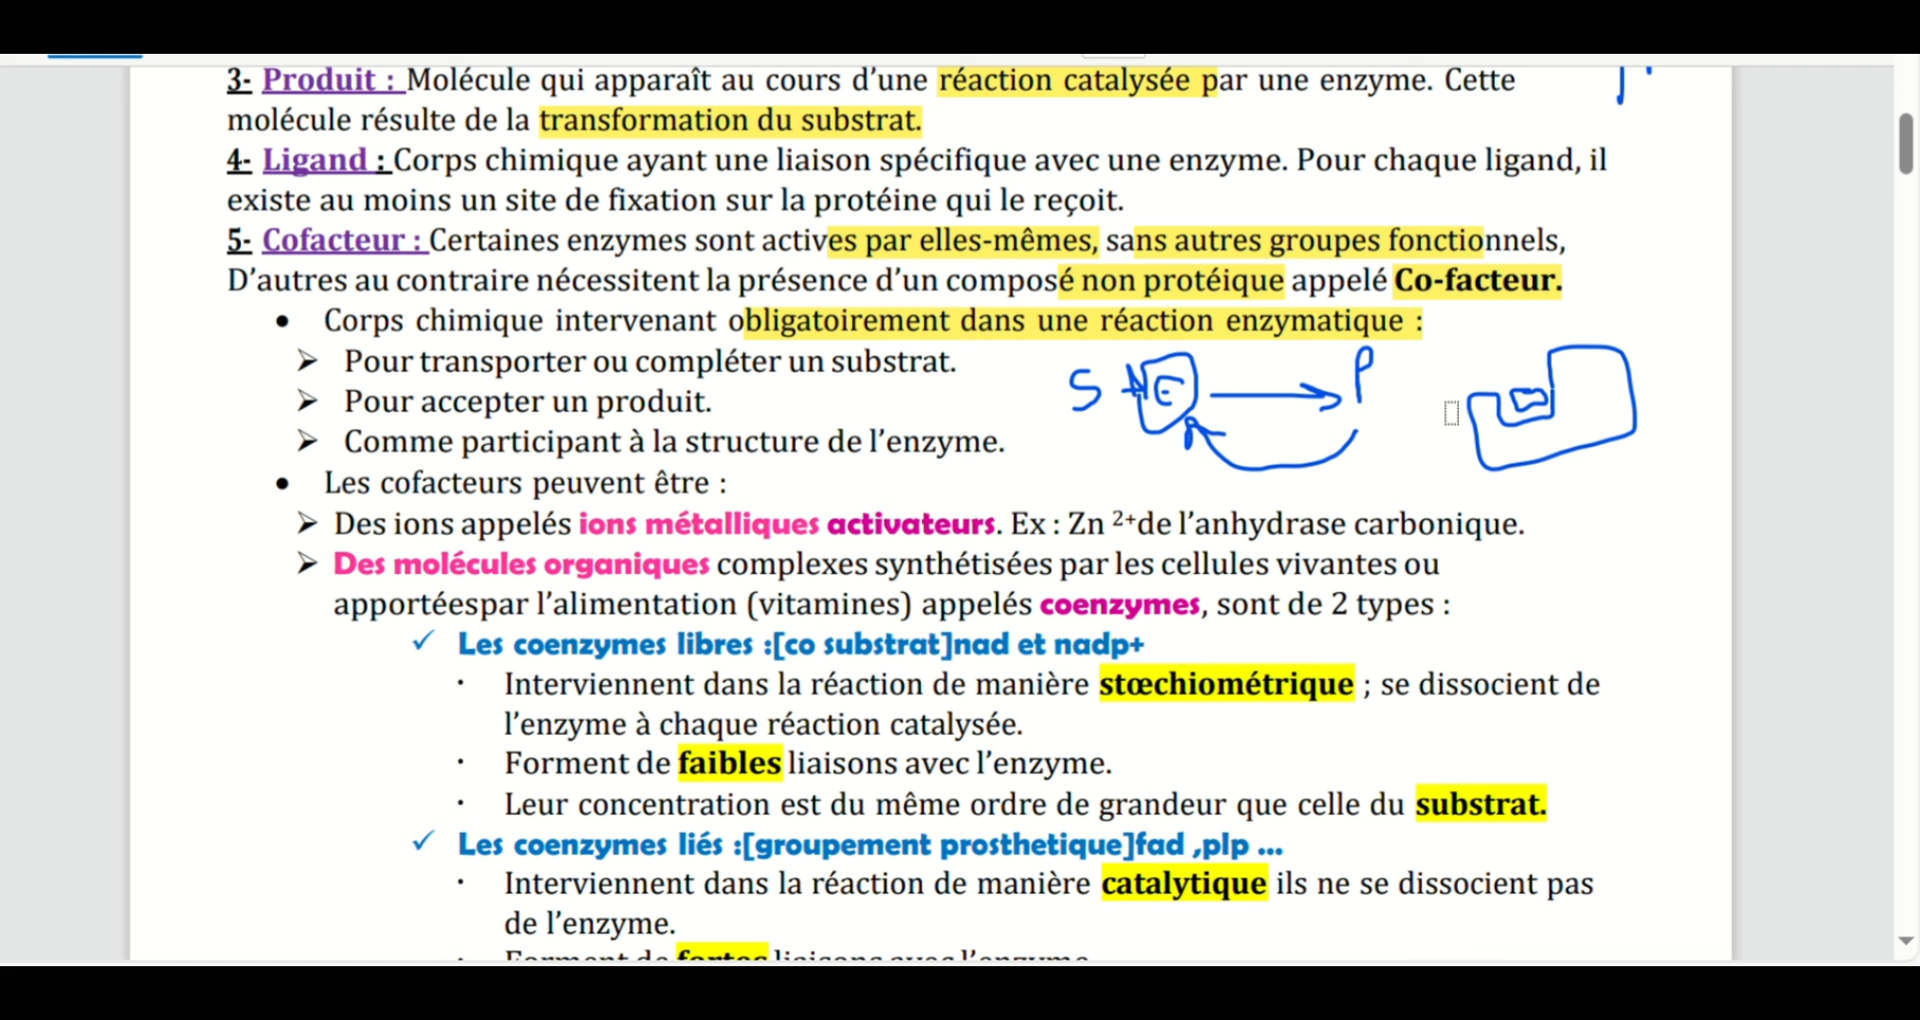 3- Produit : Molécule qui apparaît au cours d’une réaction catalysée par une enzyme. Cette
molécule résulte de la transformation du substrat.
4- Ligand : Corps chimique ayant une liaison spécifique avec une enzyme. Pour chaque ligand, il
existe au moins un site de fixation sur la protéine qui le reçoit.
5- Cofacteur : Certaines enzymes sont actives par elles-mêmes, sans autres groupes fonctionnels,
D’autres au contraire nécessitent la présence d’un composé non protéique appelé Co-facteur.
• Corps chimique intervenant obligatoirement dans une réaction enzymatique :
➢ Pour transporter ou compléter un substrat.
S E P
➢ Pour accepter un produit.
P
➢ Comme participant à la structure de l’enzyme.
• Les cofacteurs peuvent être :
➢ Des ions appelés ions métalliques activateurs. Ex : Zn 2+de l’anhydrase carbonique.
➢ Des molécules organiques complexes synthétisées par les cellules vivantes ou
apportéespar l’alimentation (vitamines) appelés coenzymes, sont de 2 types :
✓ Les coenzymes libres :[co substrat]nad et nadp+
· Interviennent dans la réaction de manière stœchiométrique ; se dissocient de
l’enzyme à chaque réaction catalysée.
· Forment de faibles liaisons avec l’enzyme.
· Leur concentration est du même ordre de grandeur que celle du substrat.
✓ Les coenzymes liés :[groupement prosthetique]fad ,plp ...
· Interviennent dans la réaction de manière catalytique ils ne se dissocient pas
de l’enzyme.
· Forment de fortes liaisons avec l’enzyme.